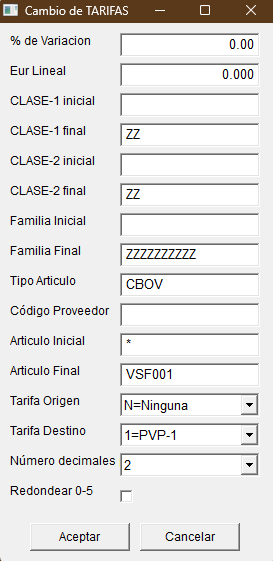 Cambio de TARIFAS
% de Variacion 0.00
Eur Lineal 0.000
CLASE-1 inicial
CLASE-1 final ZZ
CLASE-2 inicial
CLASE-2 final ZZ
Familia Inicial
Familia Final ZZZZZZZZZZ
Tipo Articulo CBOV
Código Proveedor
Articulo Inicial *
Articulo Final VSF001
Tarifa Origen N=Ninguna
Tarifa Destino 1=PVP-1
Número decimales 2
Redondear 0-5
Aceptar Cancelar